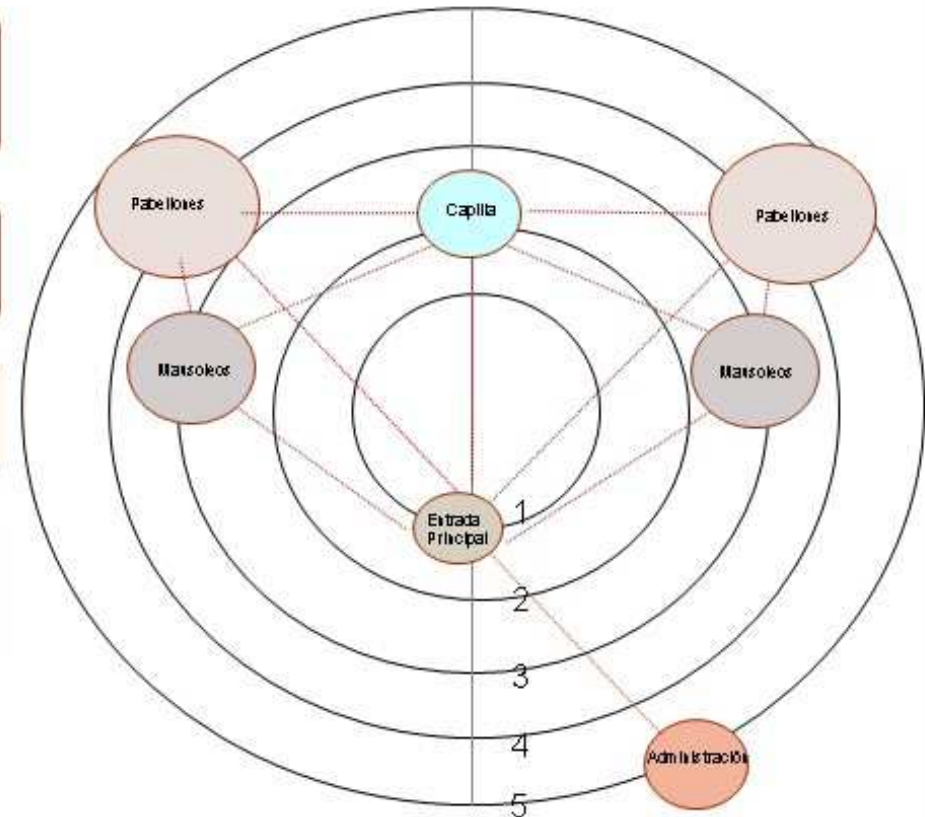 Pabellones
Capilla
Pabellones
Mausoleos
Mausoleos
Entrada
Principal
1
2
3
4
Administración
5